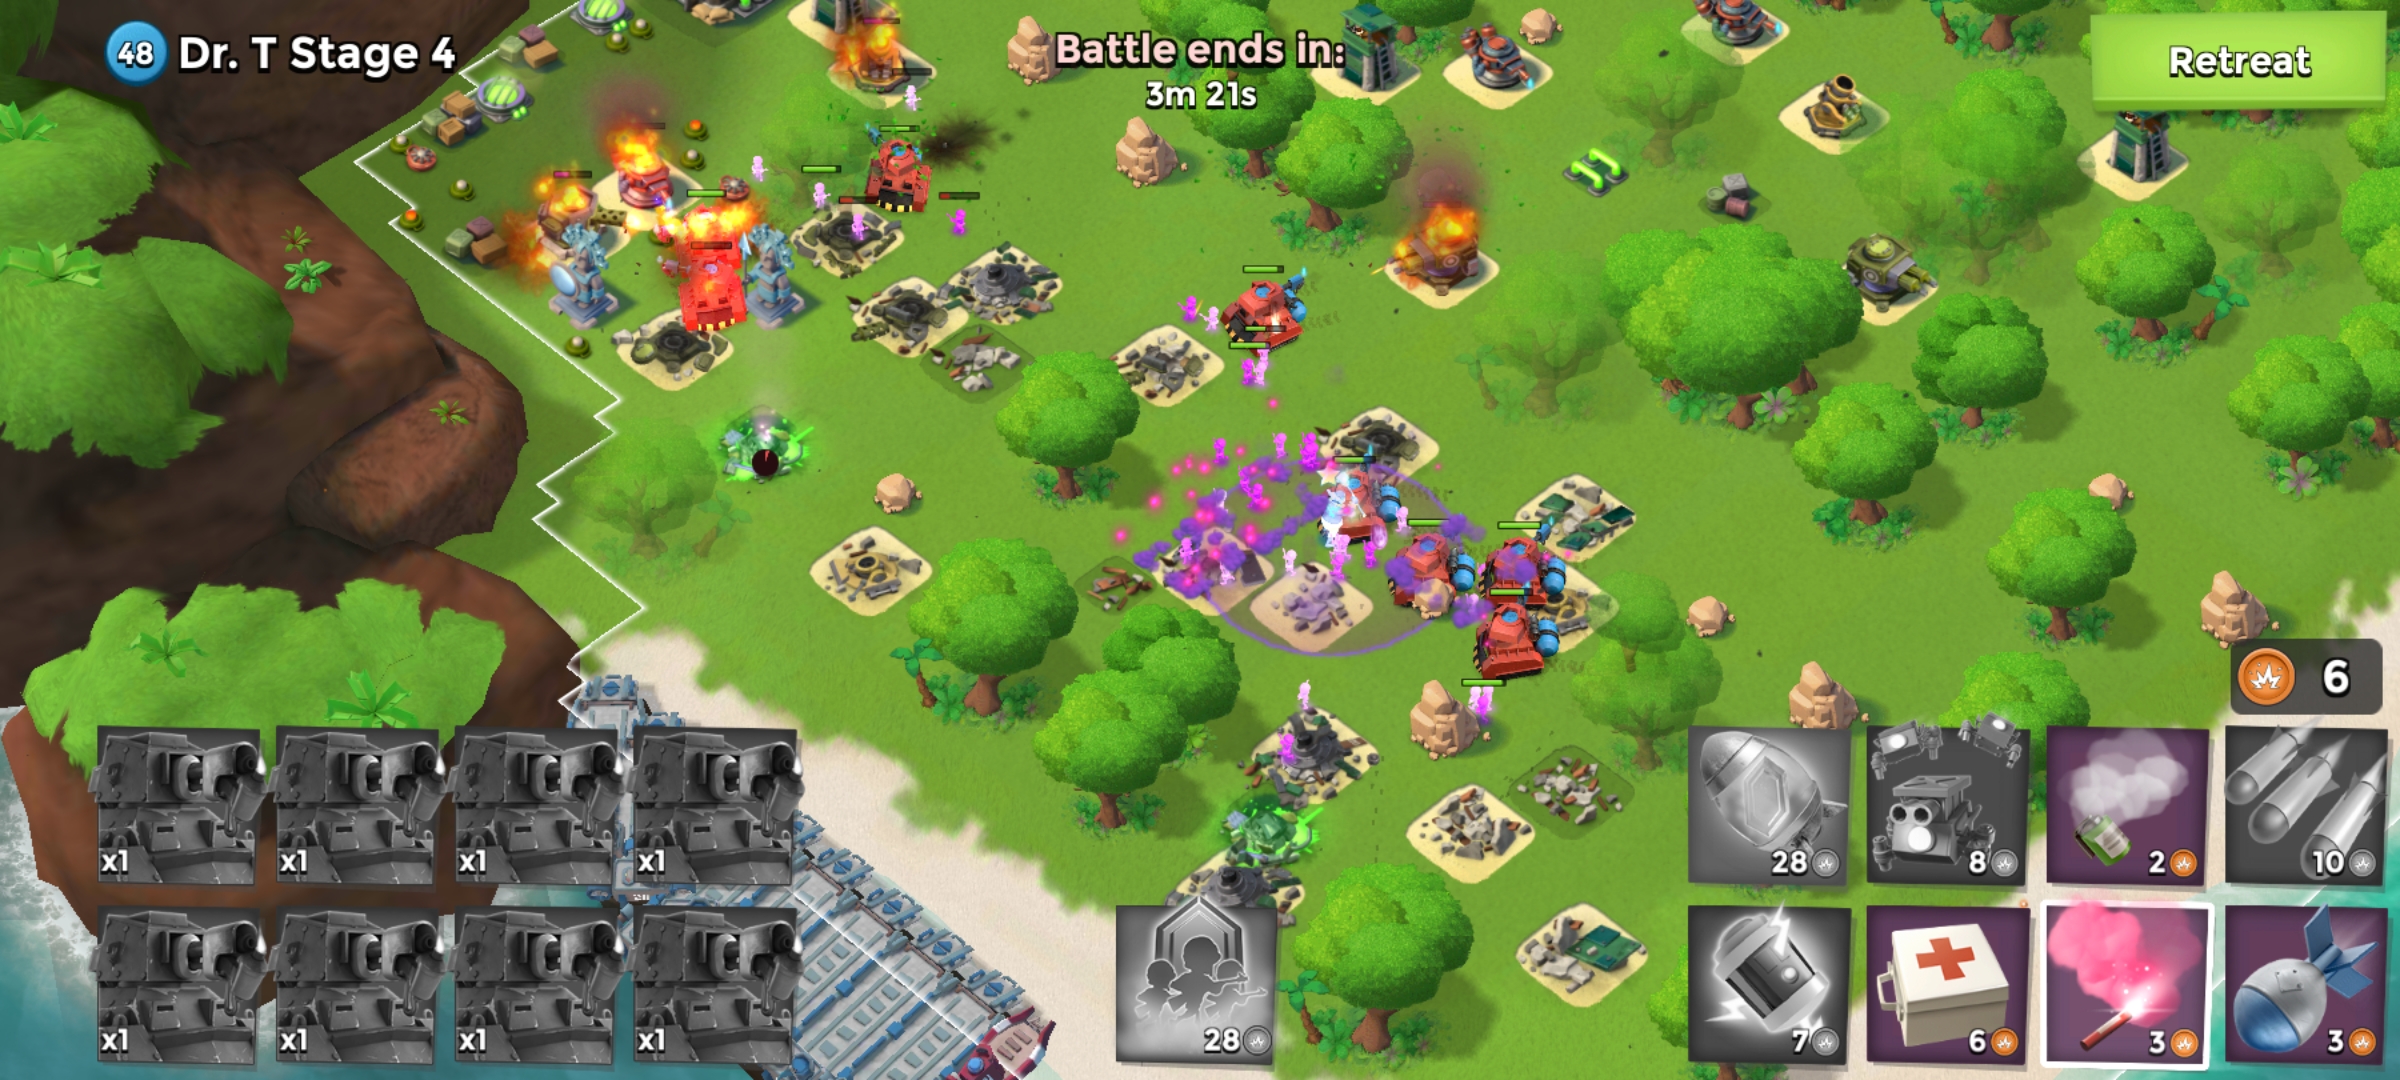 48 Dr. T Stage 4
Battle ends in:
3m 21s
Retreat
6
x1
x1
x1
x1
28
8
2
10
x1
x1
x1
x1
28
7
6
3
3